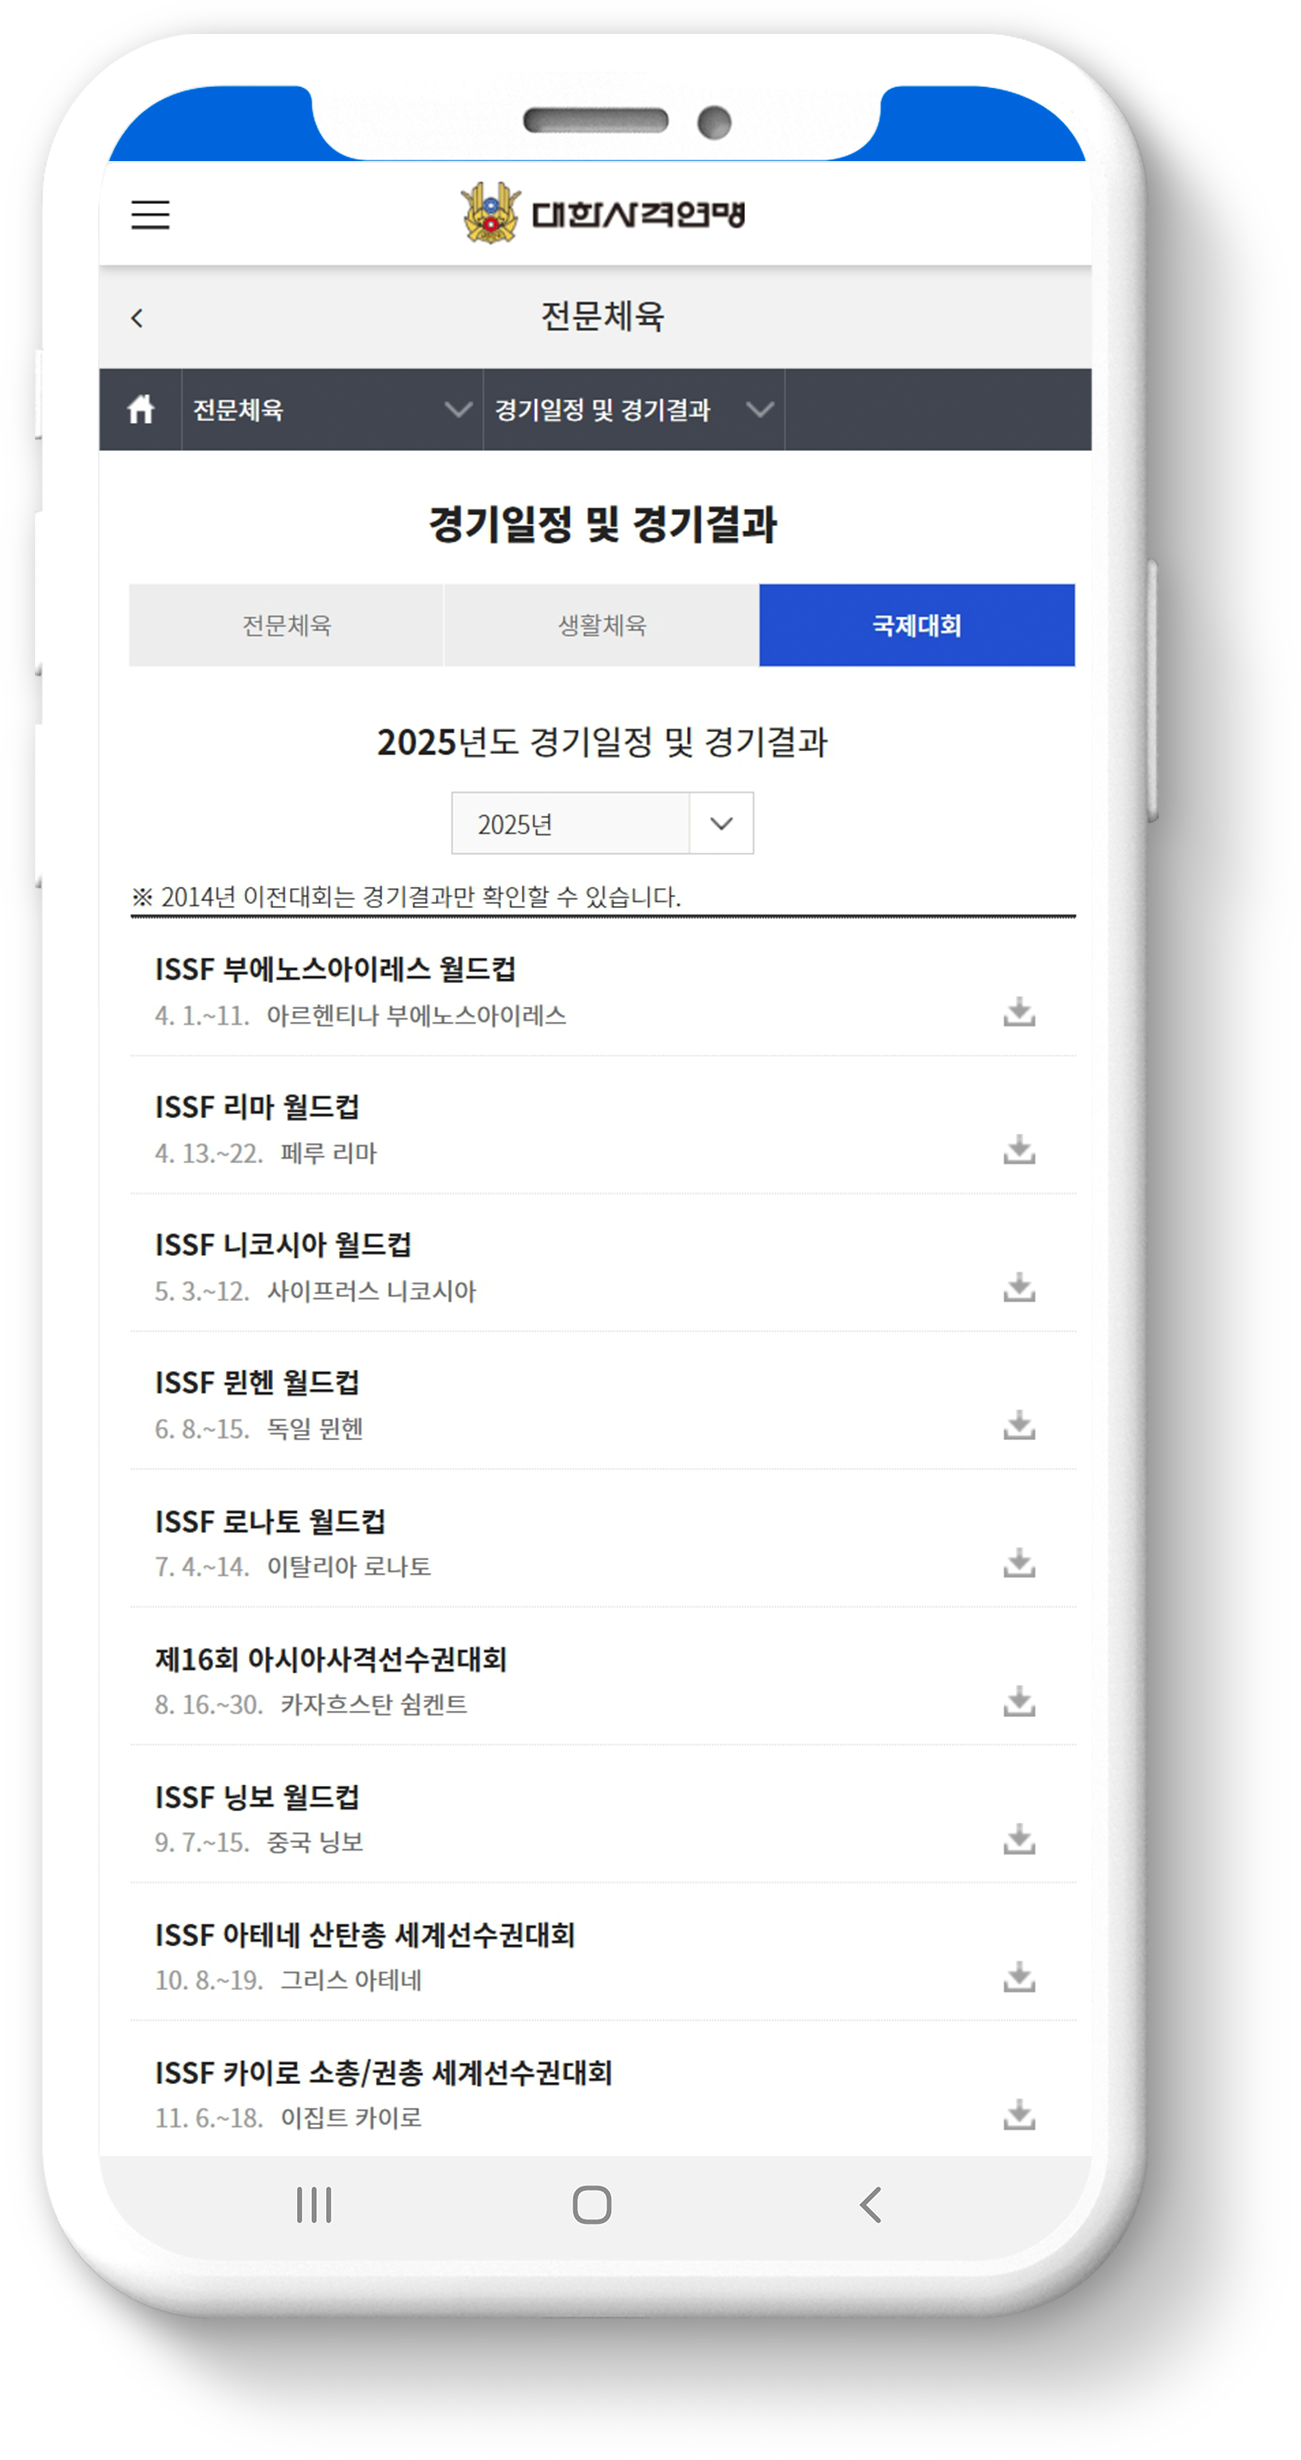 대한사격연맹
전문체육
전문체육 경기일정 및 경기결과
경기일정 및 경기결과
전문체육 생활체육 국제대회
2025년도 경기일정 및 경기결과
2025년
※ 2014년 이전대회는 경기결과만 확인할 수 있습니다.
ISSF 부에노스아이레스 월드컵
4. 1.~11. 아르헨티나 부에노스아이레스
ISSF 리마 월드컵
4. 13.~22. 페루 리마
ISSF 니코시아 월드컵
5. 3.~12. 사이프러스 니코시아
ISSF 뮌헨 월드컵
6. 8.~15. 독일 뮌헨
ISSF 로나토 월드컵
7. 4.~14. 이탈리아 로나토
제16회 아시아사격선수권대회
8. 16.~30. 카자흐스탄 쉼켄트
ISSF 닝보 월드컵
9. 7.~15. 중국 닝보
ISSF 아테네 산탄총 세계선수권대회
10. 8.~19. 그리스 아테네
ISSF 카이로 소총/권총 세계선수권대회
11. 6.~18. 이집트 카이로